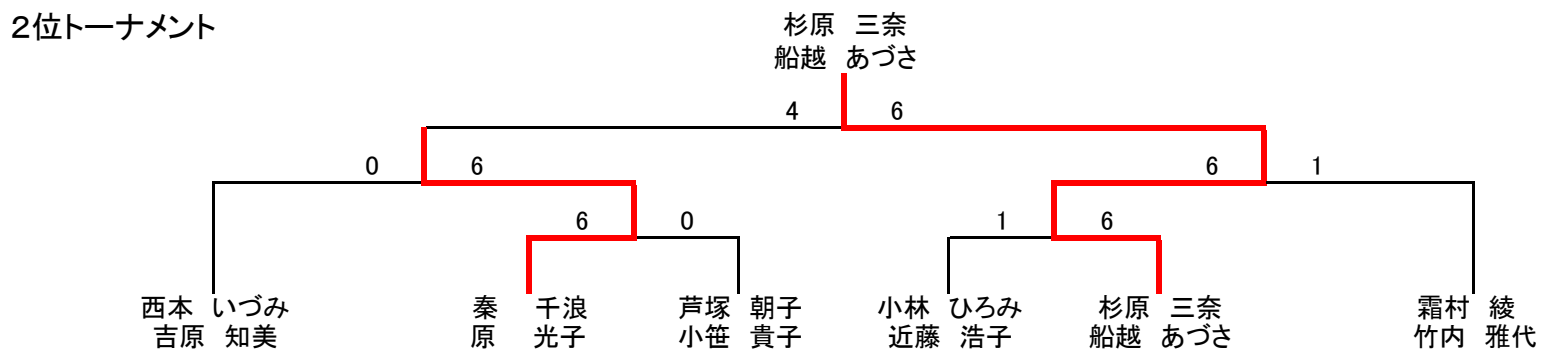 2位トーナメント
杉原 三奈
船越 あづさ
4 6
0 6 6 1
6 0 1 6
西本 いづみ 秦 千浪 芦塚 朝子 小林 ひろみ 杉原 三奈 霜村 綾
吉原 知美 原 光子 小笹 貴子 近藤 浩子 船越 あづさ 竹内 雅代